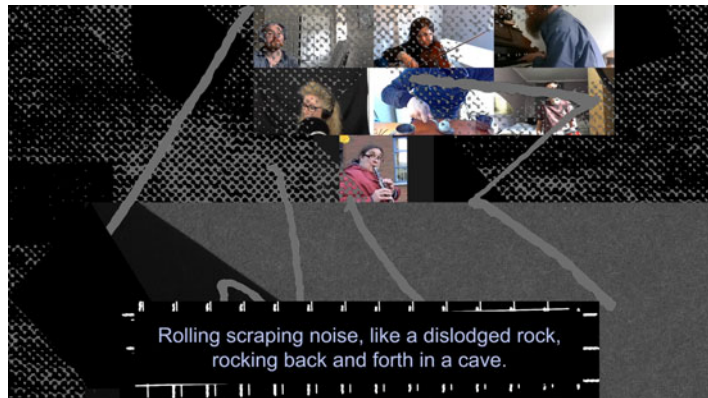 Rolling scraping noise, like a dislodged rock,
rocking back and forth in a cave.